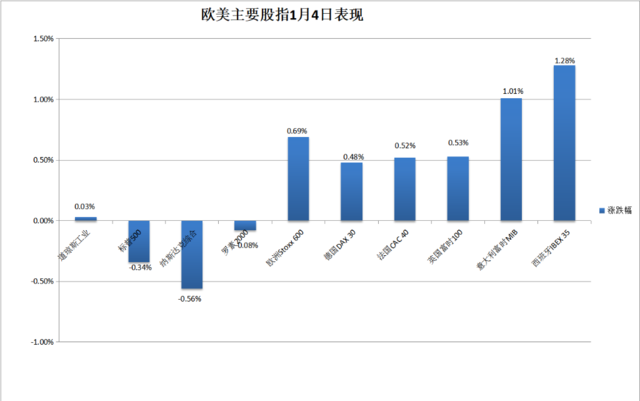 欧美主要股指1月4日表现
1.50%
1.00%
0.50%
0.00%
-0.50%
-1.00%
0.03%
-0.34%
-0.56%
-0.08%
0.69%
0.48%
0.52%
0.53%
1.01%
1.28%
道琼斯工业
标普500
纳斯达克综合
罗素2000
欧洲Stoxx 600
德国DAX 30
法国CAC 40
英国富时100
意大利富时MIB
西班牙IBEX 35
涨跌幅